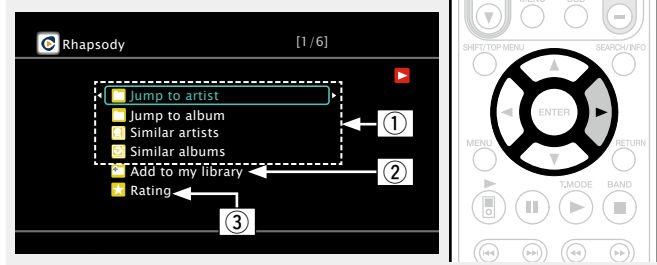 Rhapsody [1/6]
Jump to artist
Jump to album
Similar artists
Similar albums
Add to my library
Rating
1
2
3
MENU
SHIFT/TOP MENU SEARCH/INFO
ENTER
MENU RETURN
T.MODE BAND